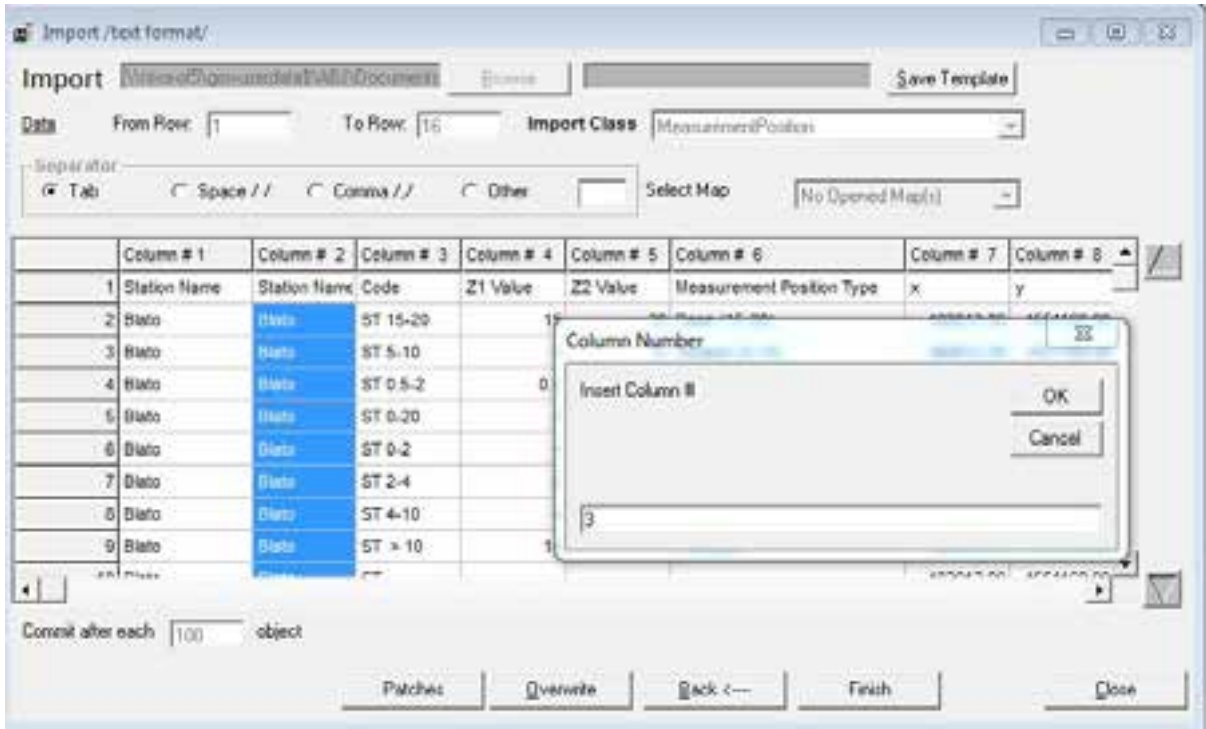 Import /text format/
Import Browse Save Template
Data From Row: 1 To Row: 16 Import Class MeasurementPosition
Separator
Tab Space / / Comma /,/ Other Select Map No Opened Map(s)
Column # 1 Column # 2 Column # 3 Column # 4 Column # 5 Column # 6 Column # 7 Column # 8
1 Station Name Station Name Code Z1 Value Z2 Value Measurement Position Type x y
2 Blato Blato ST 15-20
3 Blato Blato ST 5-10
4 Blato Blato ST 0.5-2 0
5 Blato Blato ST 0-20
6 Blato Blato ST 0-2
7 Blato Blato ST 2-4
8 Blato Blato ST 4-10
9 Blato Blato ST > 10
Column Number
Insert Column #
OK
Cancel
3
Commit after each 100 object
Patches Overwrite Back <--- Finish Close